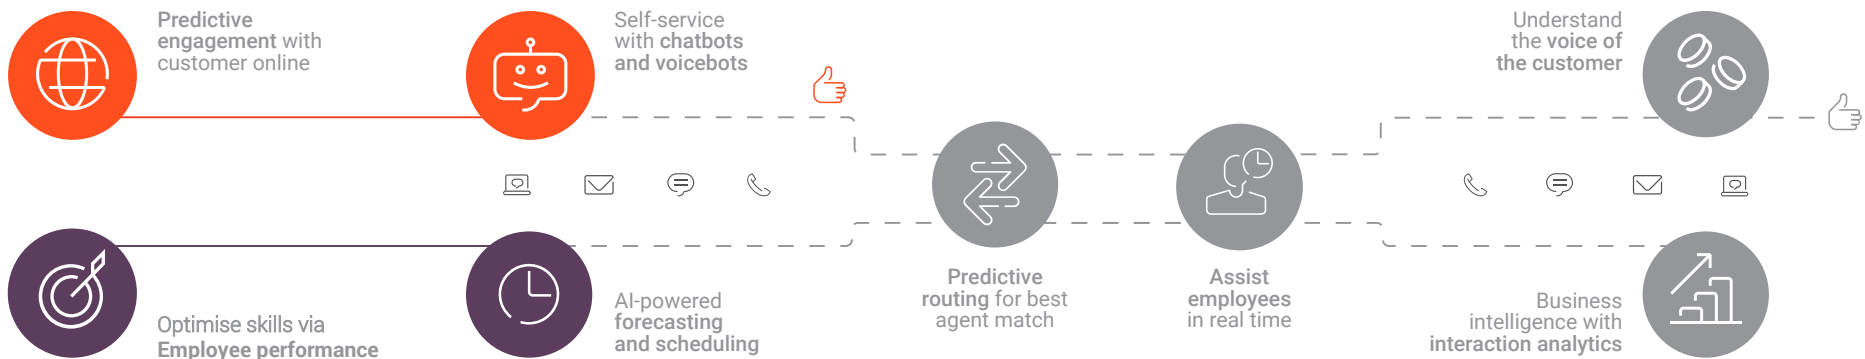 Predictive
engagement with
customer online
Self-service
with chatbots
and voicebots
Understand
the voice of
the customer
Optimise skills via
Employee performance
AI-powered
forecasting
and scheduling
Predictive
routing for best
agent match
Assist
employees
in real time
Business
intelligence with
interaction analytics